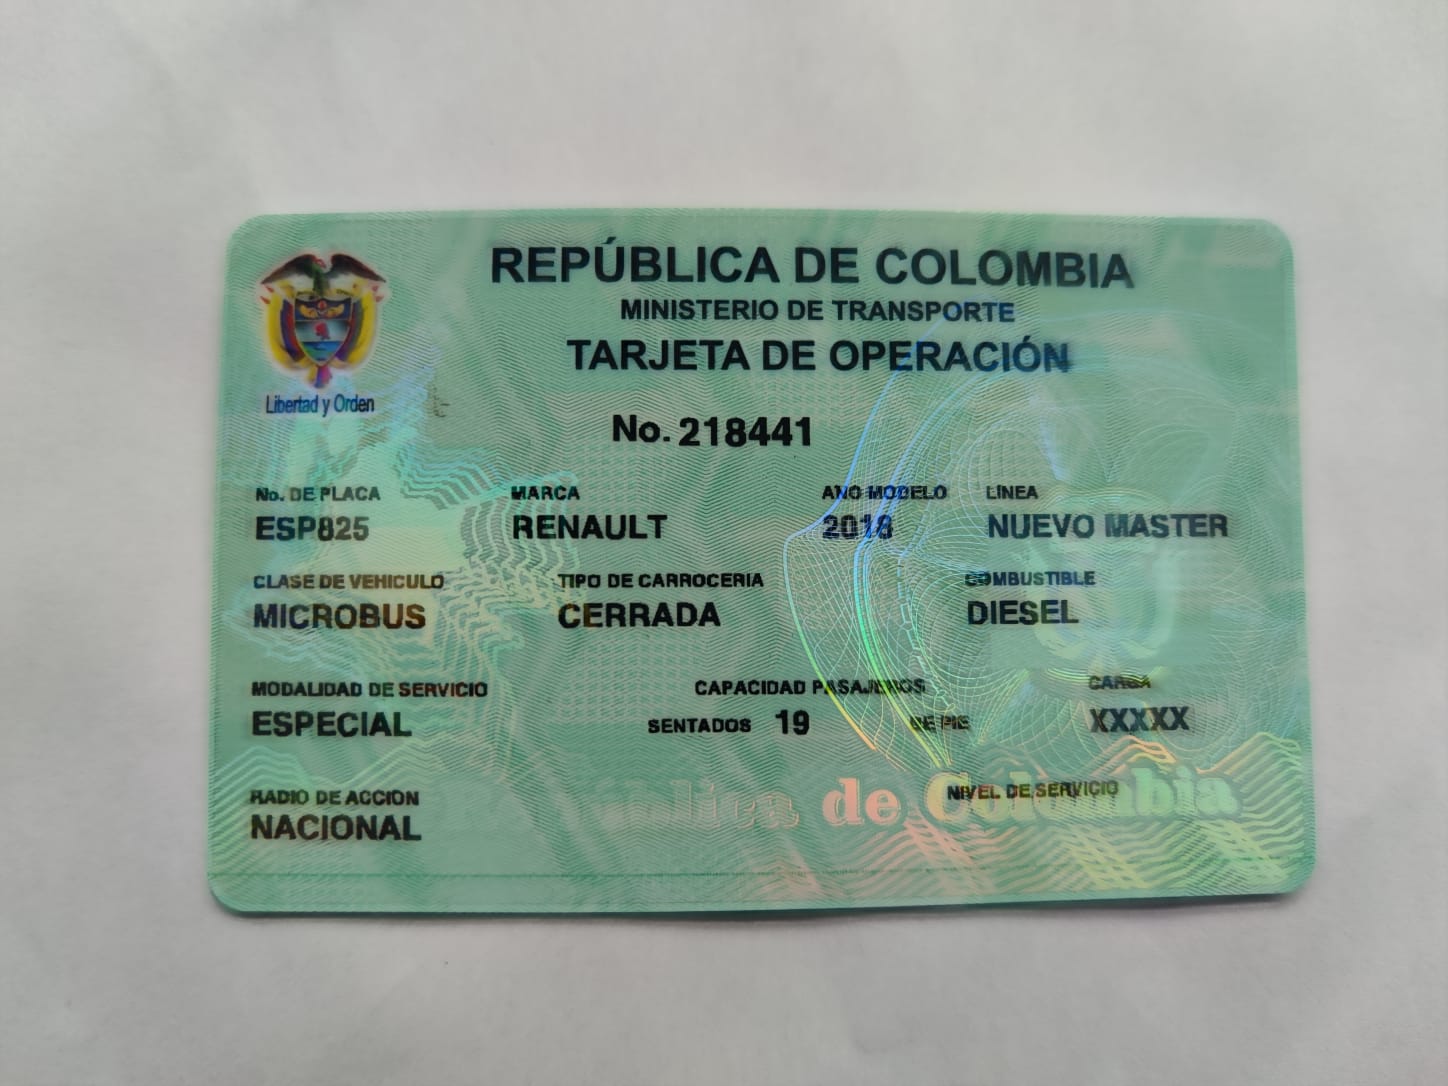 REPÚBLICA DE COLOMBIA
MINISTERIO DE TRANSPORTE
TARJETA DE OPERACIÓN
Libertad y Orden
No. 218441
No. DE PLACA MARCA AÑO MODELO LÍNEA
ESP825 RENAULT 2018 NUEVO MASTER
CLASE DE VEHICULO TIPO DE CARROCERIA COMBUSTIBLE
MICROBUS CERRADA DIESEL
MODALIDAD DE SERVICIO CAPACIDAD PASAJEROS CARGA
ESPECIAL SENTADOS 19 DE PIE XXXXX
RADIO DE ACCION NIVEL DE SERVICIO
República de Colombia
NACIONAL